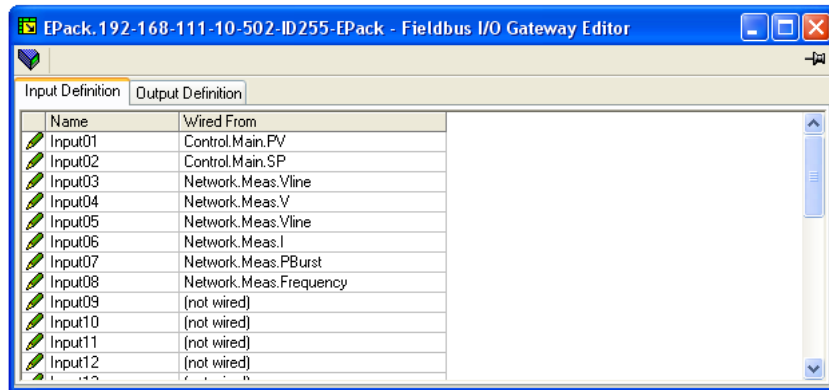 EPack.192-168-111-10-502-ID255-EPack - Fieldbus I/O Gateway Editor
Input Definition Output Definition
Name Wired From
Input01 Control.Main.PV
Input02 Control.Main.SP
Input03 Network.Meas.Vline
Input04 Network.Meas.V
Input05 Network.Meas.Vline
Input06 Network.Meas.I
Input07 Network.Meas.PBurst
Input08 Network.Meas.Frequency
Input09 (not wired)
Input10 (not wired)
Input11 (not wired)
Input12 (not wired)